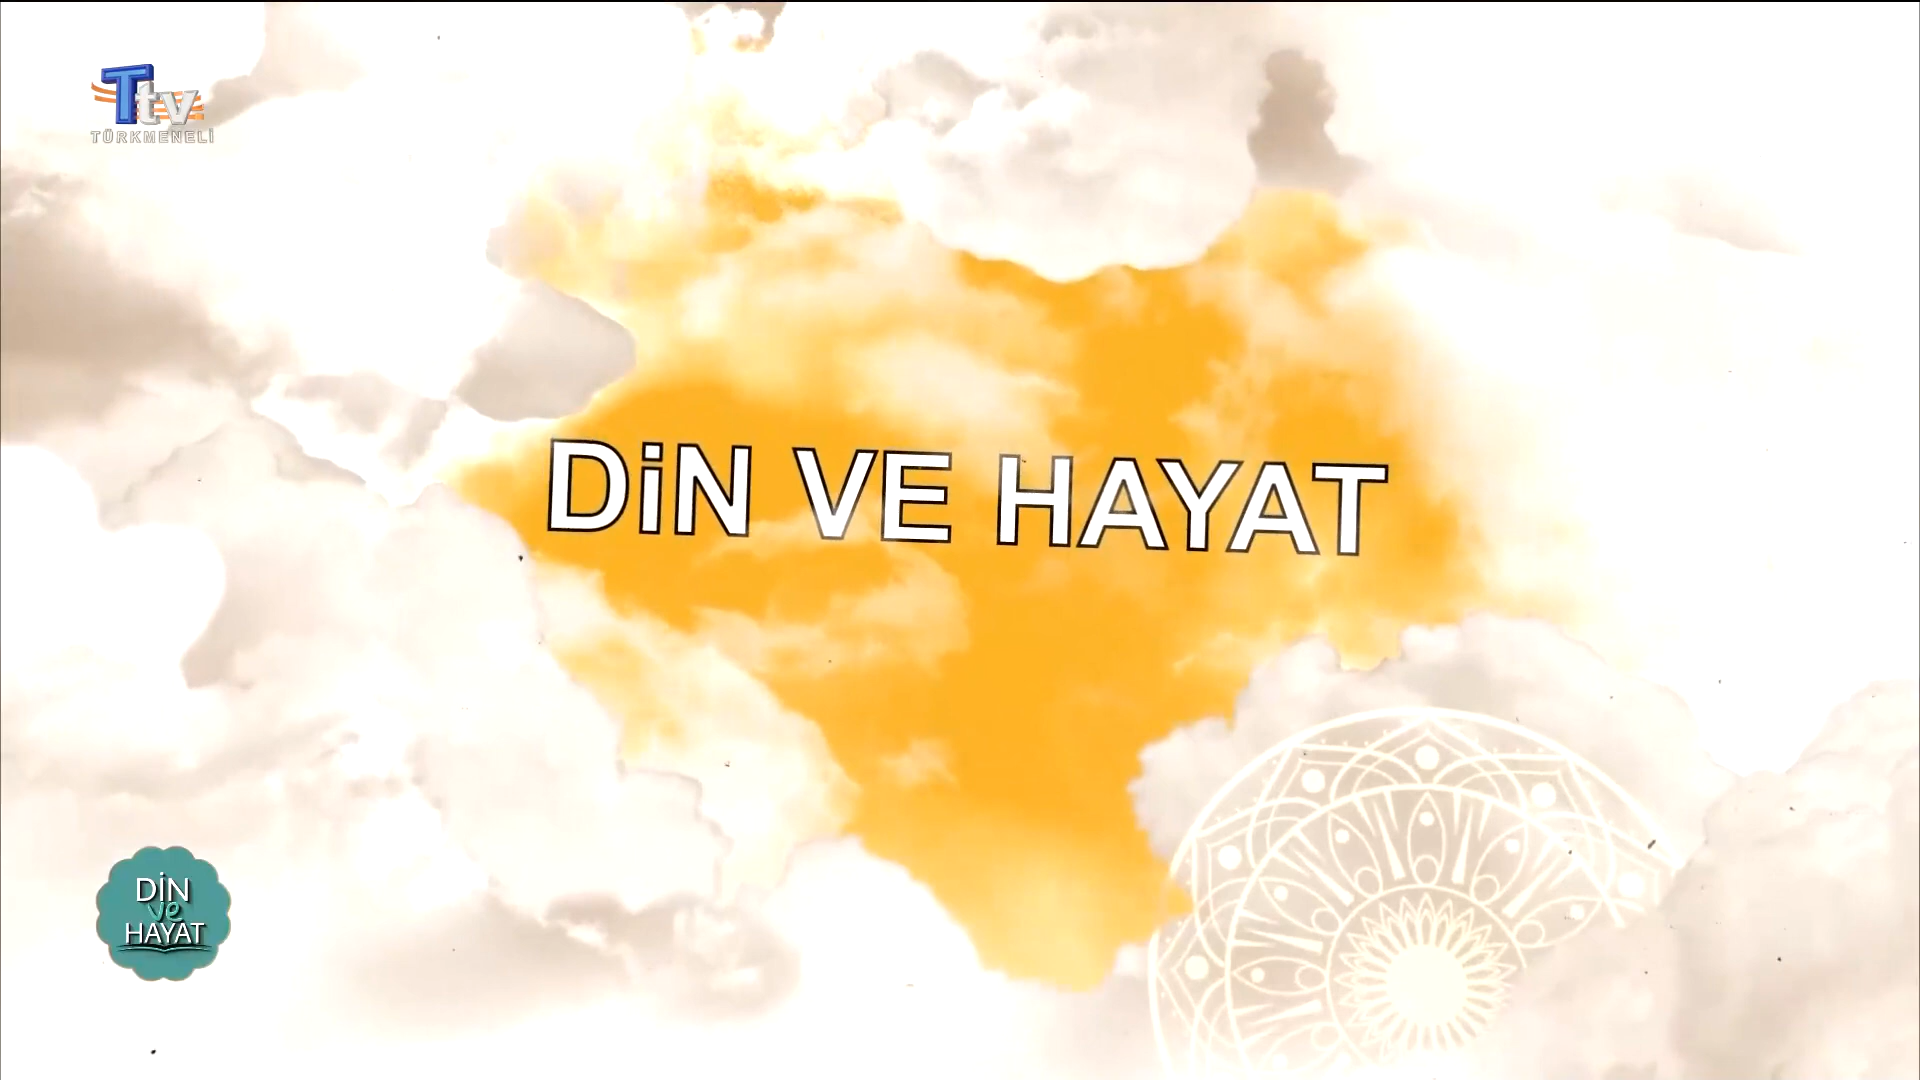 Ttv
TÜRKMENELİ
DiN VE HAYAT
DİN
ve
HAYAT